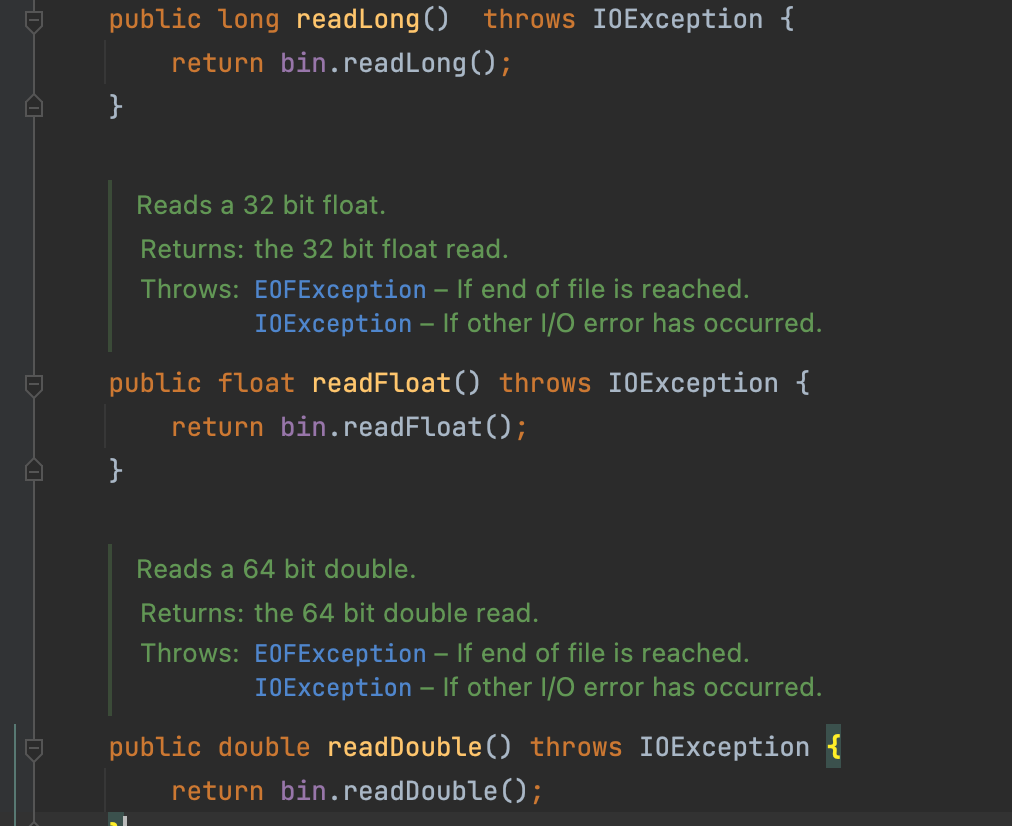 public long readLong()  throws IOException {
return bin.readLong();
}
Reads a 32 bit float.
Returns: the 32 bit float read.
Throws: EOFException – If end of file is reached.
IOException – If other I/O error has occurred.
public float readFloat() throws IOException {
return bin.readFloat();
}
Reads a 64 bit double.
Returns: the 64 bit double read.
Throws: EOFException – If end of file is reached.
IOException – If other I/O error has occurred.
public double readDouble() throws IOException {
return bin.readDouble();
}